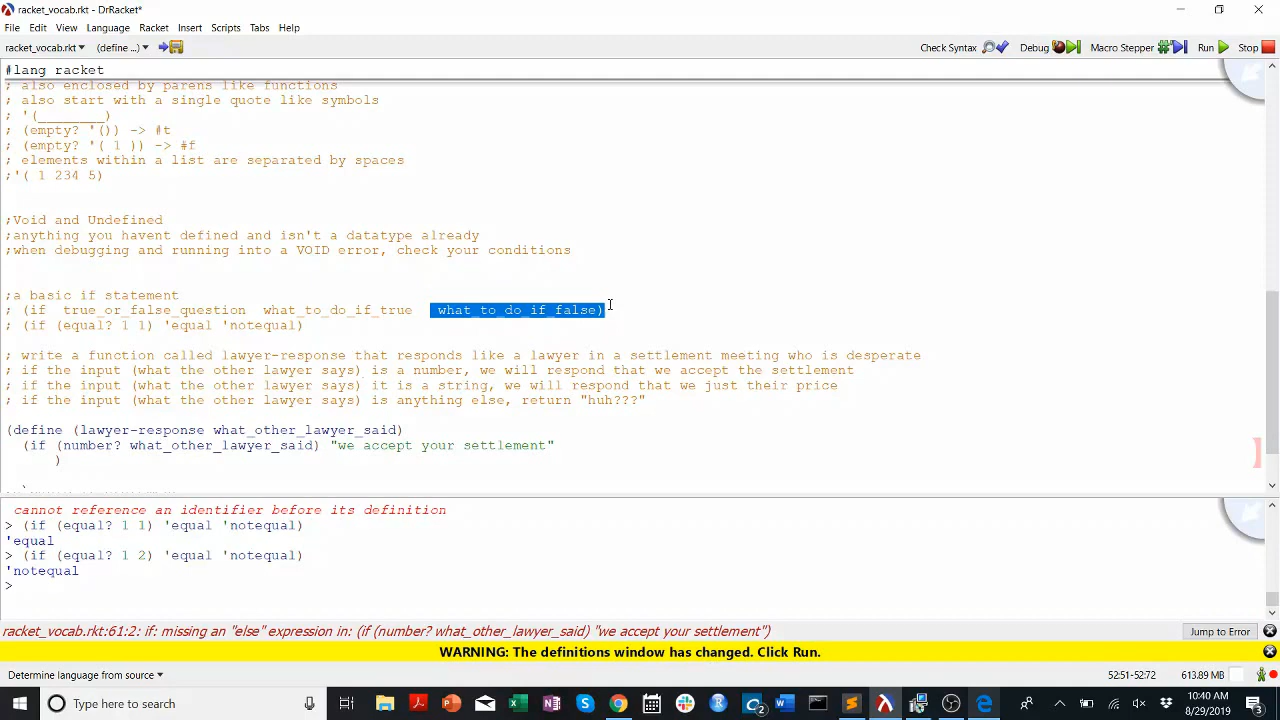 racket_vocab.rkt - DrRacket*
File Edit View Language Racket Insert Scripts Tabs Help
racket_vocab.rkt▾ (define ...)▾ Check Syntax Debug Macro Stepper Run Stop
#lang racket
; also enclosed by parens like functions
; also start with a single quote like symbols
; '(________)
; (empty? '()) -> #t
; (empty? '( 1 )) -> #f
; elements within a list are separated by spaces
;'( 1 234 5)
;Void and Undefined
;anything you havent defined and isn't a datatype already
;when debugging and running into a VOID error, check your conditions
;a basic if statement
; (if true_or_false_question what_to_do_if_true what_to_do_if_false)
; (if (equal? 1 1) 'equal 'notequal)
; write a function called lawyer-response that responds like a lawyer in a settlement meeting who is desperate
; if the input (what the other lawyer says) is a number, we will respond that we accept the settlement
; if the input (what the other lawyer says) it is a string, we will respond that we just their price
; if the input (what the other lawyer says) is anything else, return "huh???"
(define (lawyer-response what_other_lawyer_said)
(if (number? what_other_lawyer_said) "we accept your settlement"
)
cannot reference an identifier before its definition
> (if (equal? 1 1) 'equal 'notequal)
'equal
> (if (equal? 1 2) 'equal 'notequal)
'notequal
>
racket_vocab.rkt:61:2: if: missing an "else" expression in: (if (number? what_other_lawyer_said) "we accept your settlement") Jump to Error
WARNING: The definitions window has changed. Click Run.
Determine language from source▾ 52:51-52:72 613.89 MB
Type here to search
10:40 AM
8/29/2019